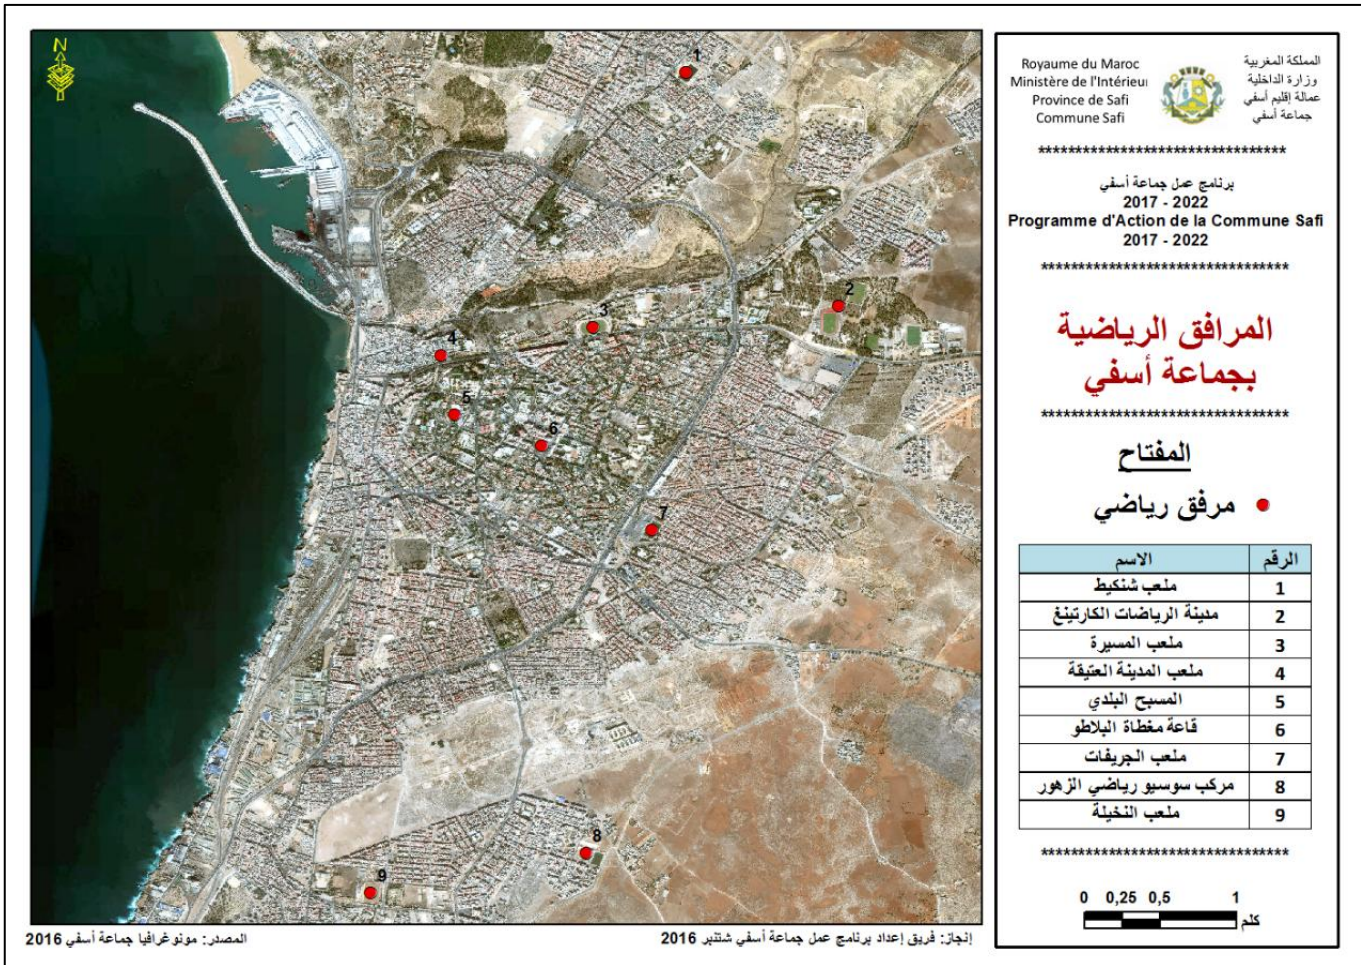 N
1
2
3
4
5
6
7
8
9
المصدر: مونوغرافيا جماعة أسفي 2016
إنجاز: فريق إعداد برنامج عمل جماعة أسفي شتنبر 2016
Royaume du Maroc
Ministère de l'Intérieur
Province de Safi
Commune Safi
المملكة المغربية
وزارة الداخلية
عمالة إقليم أسفي
جماعة أسفي
*********************************
برنامج عمل جماعة أسفي
2017 - 2022
Programme d'Action de la Commune Safi
2017 - 2022
*********************************
المرافق الرياضية
بجماعة أسفي
*********************************
المفتاح
مرفق رياضي
الرقم الاسم
1 ملعب شنكيط
2 مدينة الرياضات الكارتينغ
3 ملعب المسيرة
4 ملعب المدينة العتيقة
5 المسبح البلدي
6 قاعة مغطاة البلاطو
7 ملعب الجريفات
8 مركب سوسيو رياضي الزهور
9 ملعب النخيلة
*********************************
0 0,25 0,5 1
كلم